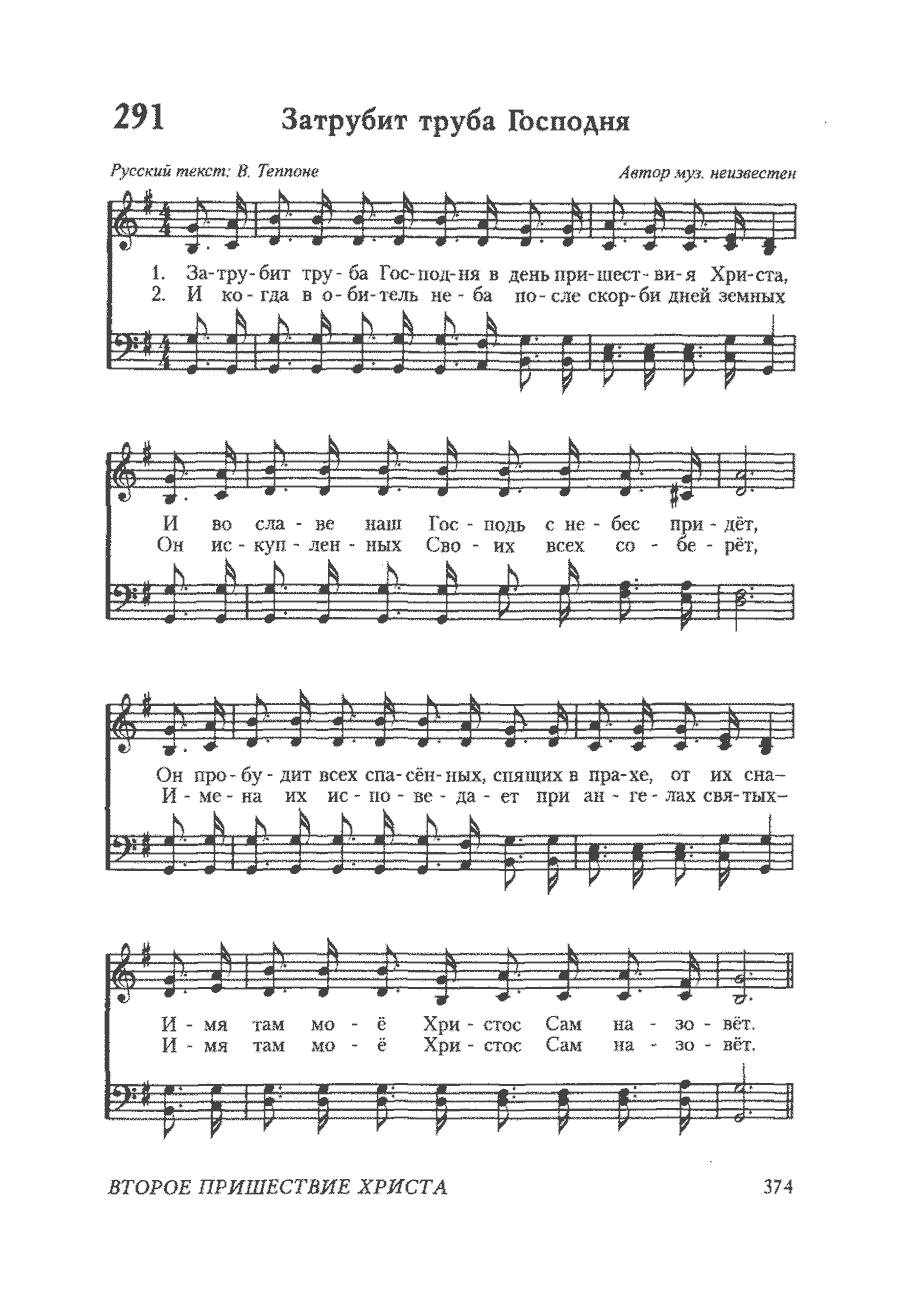 291
Затрубит труба Господня
Русский текст: В. Теппоне
Автор муз. неизвестен
1. За-тру-бит тру-ба Гос-под-ня в день при-шест-ви-я Хри-ста,
2. И ко-гда в о-би-тель не-ба по-сле скор-би дней земных
И во сла - ве наш Гос - подь с не - бес при - дёт,
Он ис - куп - лен - ных Сво - их всех со - бе - рёт,
Он про-бу-дит всех спа-сён-ных, спящих в пра-хе, от их сна–
И - ме - на их ис - по - ве - да - ет при ан - ге - лах свя-тых–
И - мя там мо - ё Хри - стос Сам на - зо - вёт.
И - мя там мо - ё Хри - стос Сам на - зо - вёт.
ВТОРОЕ ПРИШЕСТВИЕ ХРИСТА
374